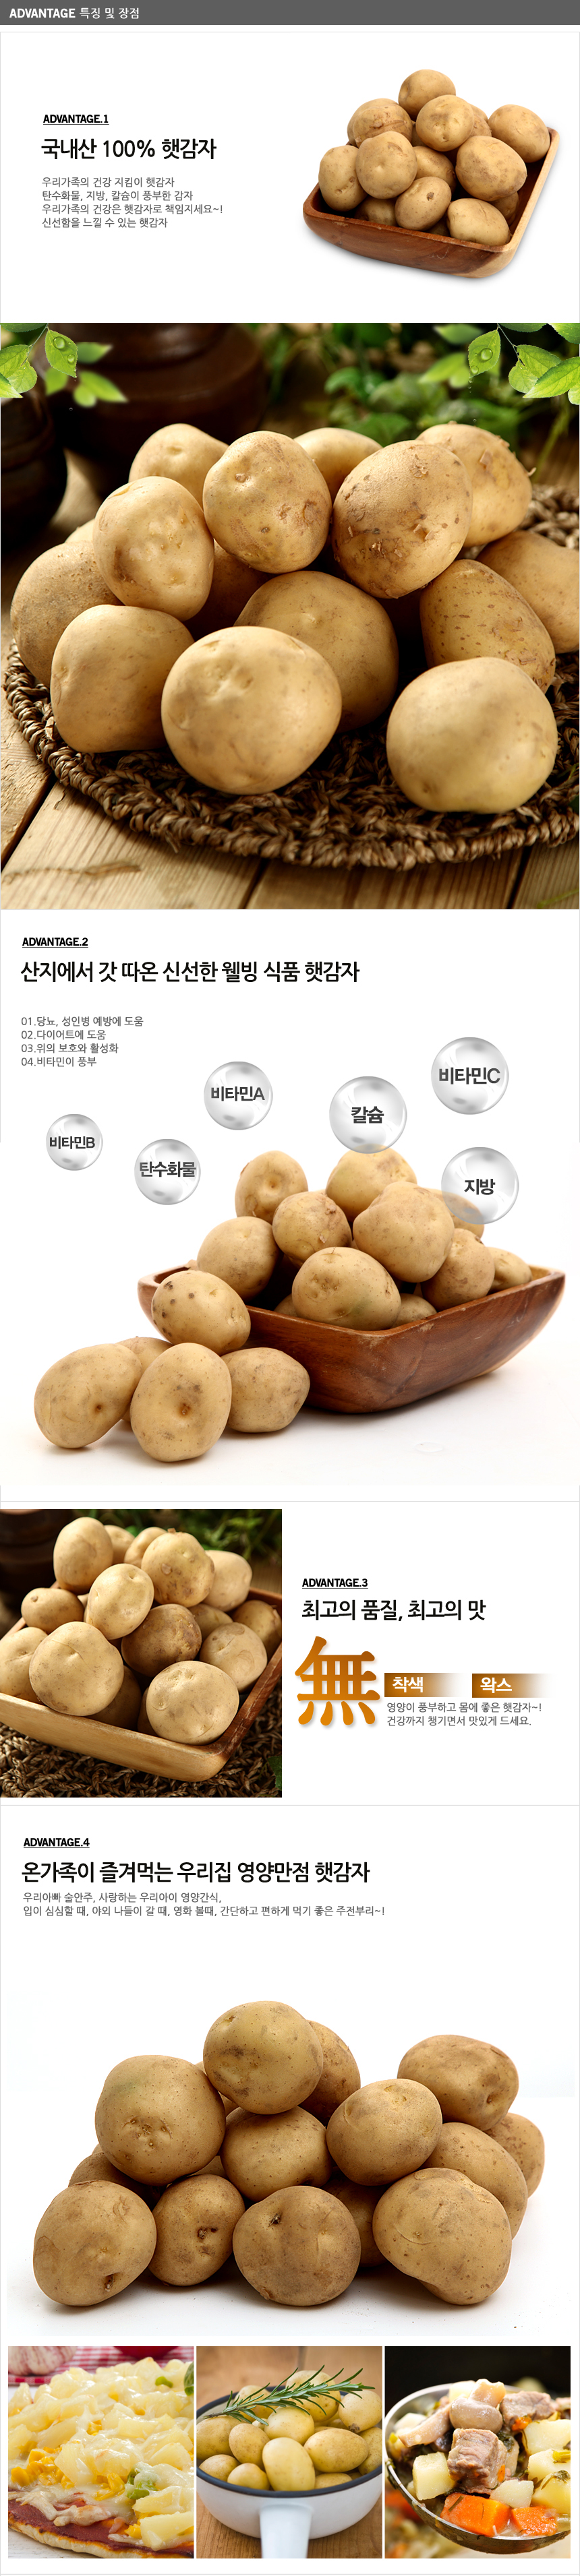 ADVANTAGE 특징 및 장점
ADVANTAGE.1
국내산 100% 햇감자
우리가족의 건강 지킴이 햇감자
탄수화물, 지방, 칼슘이 풍부한 감자
우리가족의 건강은 햇감자로 책임지세요~!
신선함을 느낄 수 있는 햇감자
ADVANTAGE.2
산지에서 갓 따온 신선한 웰빙 식품 햇감자
01.당뇨, 성인병 예방에 도움
02.다이어트에 도움
03.위의 보호와 활성화
04.비타민이 풍부
비타민C
비타민A
칼슘
비타민B
탄수화물
지방
ADVANTAGE.3
최고의 품질, 최고의 맛
無 착색 왁스
영양이 풍부하고 몸에 좋은 햇감자~!
건강까지 챙기면서 맛있게 드세요.
ADVANTAGE.4
온가족이 즐겨먹는 우리집 영양만점 햇감자
우리아빠 술안주, 사랑하는 우리아이 영양간식,
입이 심심할 때, 야외 나들이 갈 때, 영화 볼때, 간단하고 편하게 먹기 좋은 주전부리~!